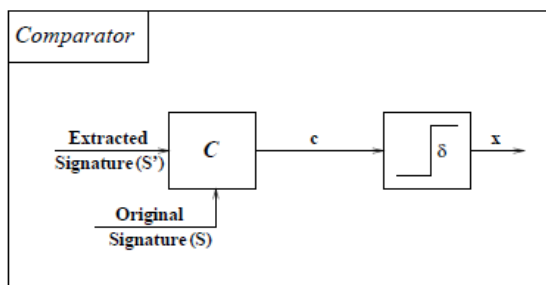 Comparator
Extracted
Signature (S')
C
c
δ
x
Original
Signature (S)